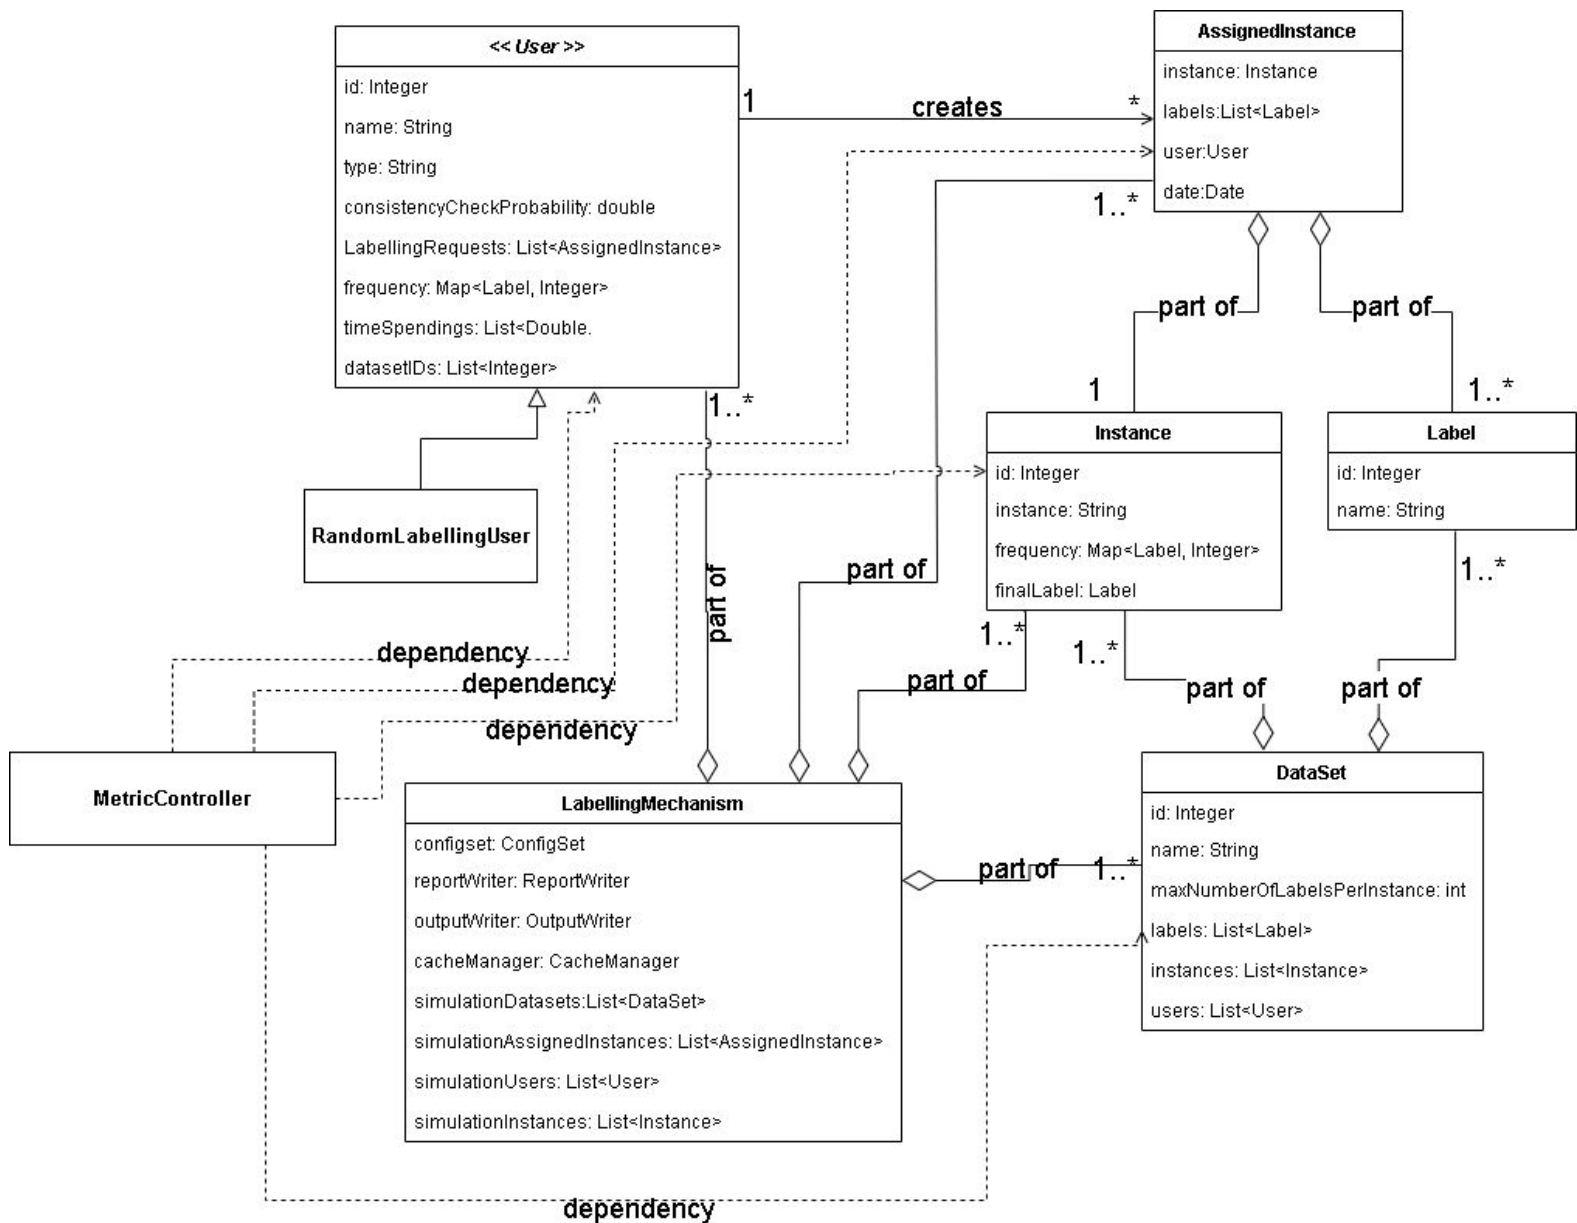 << User >>
id: Integer
name: String
type: String
consistencyCheckProbability: double
LabellingRequests: List<AssignedInstance>
frequency: Map<Label, Integer>
timeSpendings: List<Double.
datasetIDs: List<Integer>
1
creates
*
AssignedInstance
instance: Instance
labels:List<Label>
user:User
date:Date
1..*
part of
part of
1
1..*
1..*
RandomLabellingUser
part of
part of
Instance
id: Integer
instance: String
frequency: Map<Label, Integer>
finalLabel: Label
Label
id: Integer
name: String
1..*
1..*
1..*
dependency
dependency
dependency
part of
part of
part of
MetricController
LabellingMechanism
configset: ConfigSet
reportWriter: ReportWriter
outputWriter: OutputWriter
cacheManager: CacheManager
simulationDatasets:List<DataSet>
simulationAssignedInstances: List<AssignedInstance>
simulationUsers: List<User>
simulationInstances: List<Instance>
part of
1..*
DataSet
id: Integer
name: String
maxNumberOfLabelsPerInstance: int
labels: List<Label>
instances: List<Instance>
users: List<User>
dependency